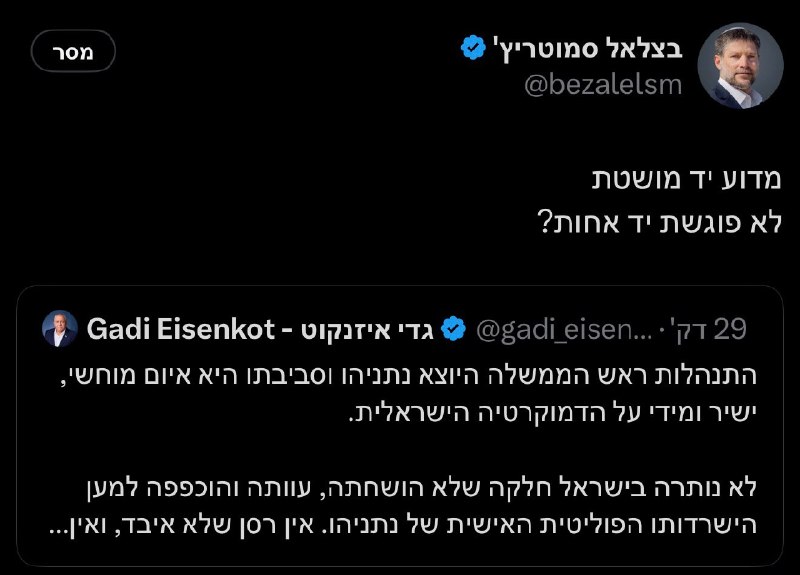 בצלאל סמוטריץ'
@bezalelsm
מסר
מדוע יד מושטת
לא פוגשת יד אחות?
Gadi Eisenkot - גדי איזנקוט @gadi_eisen... · 29 דק'
התנהלות ראש הממשלה היוצא נתניהו וסביבתו היא איום מוחשי,
ישיר ומידי על הדמוקרטיה הישראלית.
לא נותרה בישראל חלקה שלא הושחתה, עוותה והוכפפה למען
הישרדותו הפוליטית האישית של נתניהו. אין רסן שלא איבד, ואין...